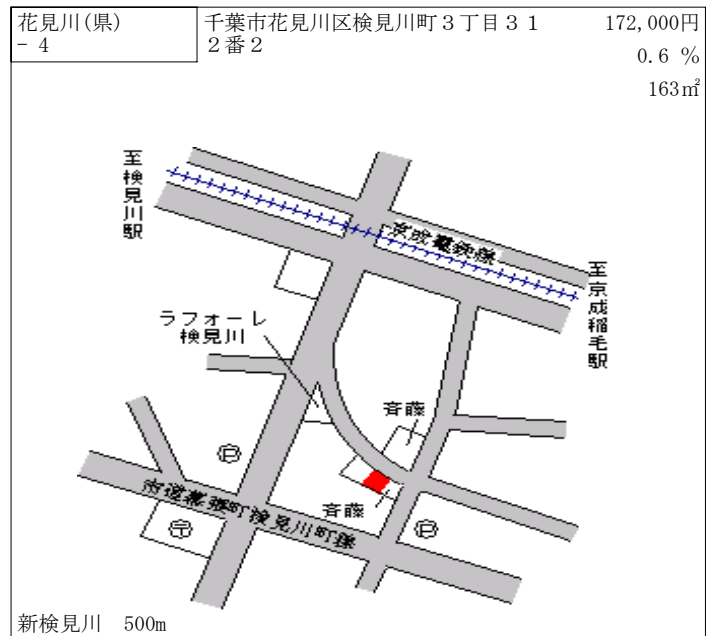 花見川(県)
－４
千葉市花見川区検見川町３丁目３１
２番２
172,000円
0.6 %
163㎡
至検見川駅
京成電鉄線
至京成稲毛駅
ラフォーレ
検見川
斉藤
Ⓟ
市道幕張町検見川町線
斉藤
〶
Ⓟ
新検見川　500m